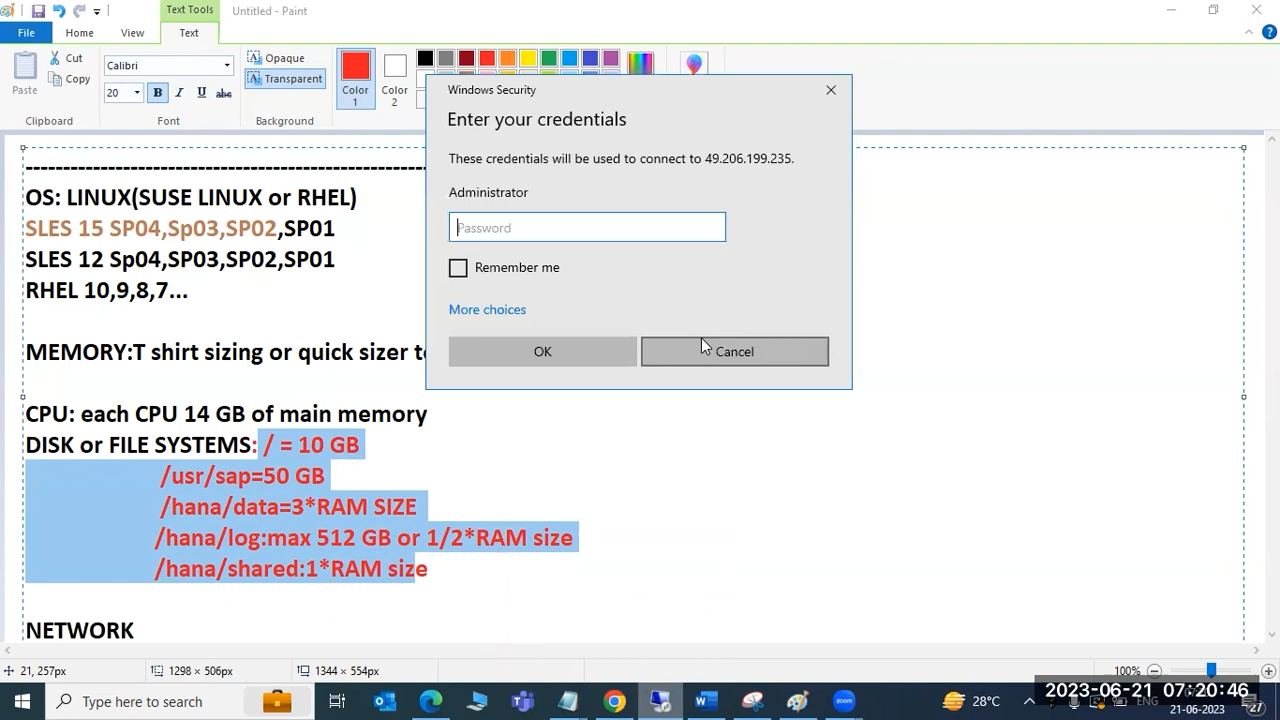 Text Tools
Untitled - Paint
File
Home
View
Text
Paste
Cut
Copy
Clipboard
Calibri
20
B
I
U
abc
Font
Opaque
Transparent
Background
Color
1
Color
2
Windows Security
Enter your credentials
These credentials will be used to connect to 49.206.199.235.
Administrator
Password
Remember me
More choices
OK
Cancel
OS: LINUX(SUSE LINUX or RHEL)
SLES 15 SP04,Sp03,SP02,SP01
SLES 12 Sp04,SP03,SP02,SP01
RHEL 10,9,8,7...
MEMORY:T shirt sizing or quick sizer
CPU: each CPU 14 GB of main memory
DISK or FILE SYSTEMS: / = 10 GB
/usr/sap=50 GB
/hana/data=3*RAM SIZE
/hana/log:max 512 GB or 1/2*RAM size
/hana/shared:1*RAM size
NETWORK
21, 257px
1298 × 506px
1344 × 554px
100%
Type here to search
zoom
28°C
2023-06-21 07:20:46
21-06-2023
27